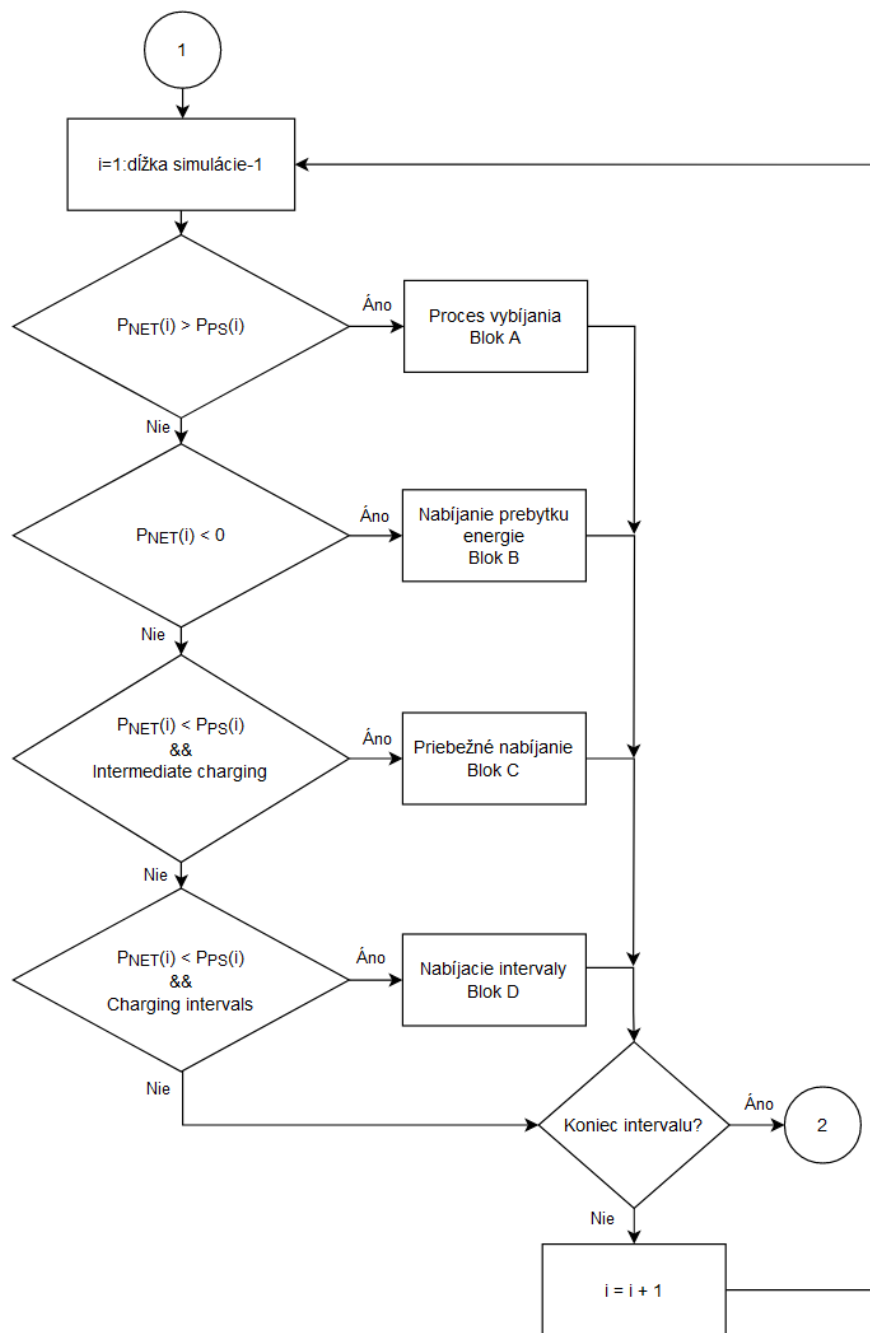 1
i=1:dĺžka simulácie-1
PNET(i) > PPS(i)
Áno
Proces vybíjania
Blok A
Nie
PNET(i) < 0
Áno
Nabíjanie prebytku
energie
Blok B
Nie
PNET(i) < PPS(i)
&&
Intermediate charging
Áno
Priebežné nabíjanie
Blok C
Nie
PNET(i) < PPS(i)
&&
Charging intervals
Áno
Nabíjacie intervaly
Blok D
Nie
Koniec intervalu?
Áno
2
Nie
i = i + 1